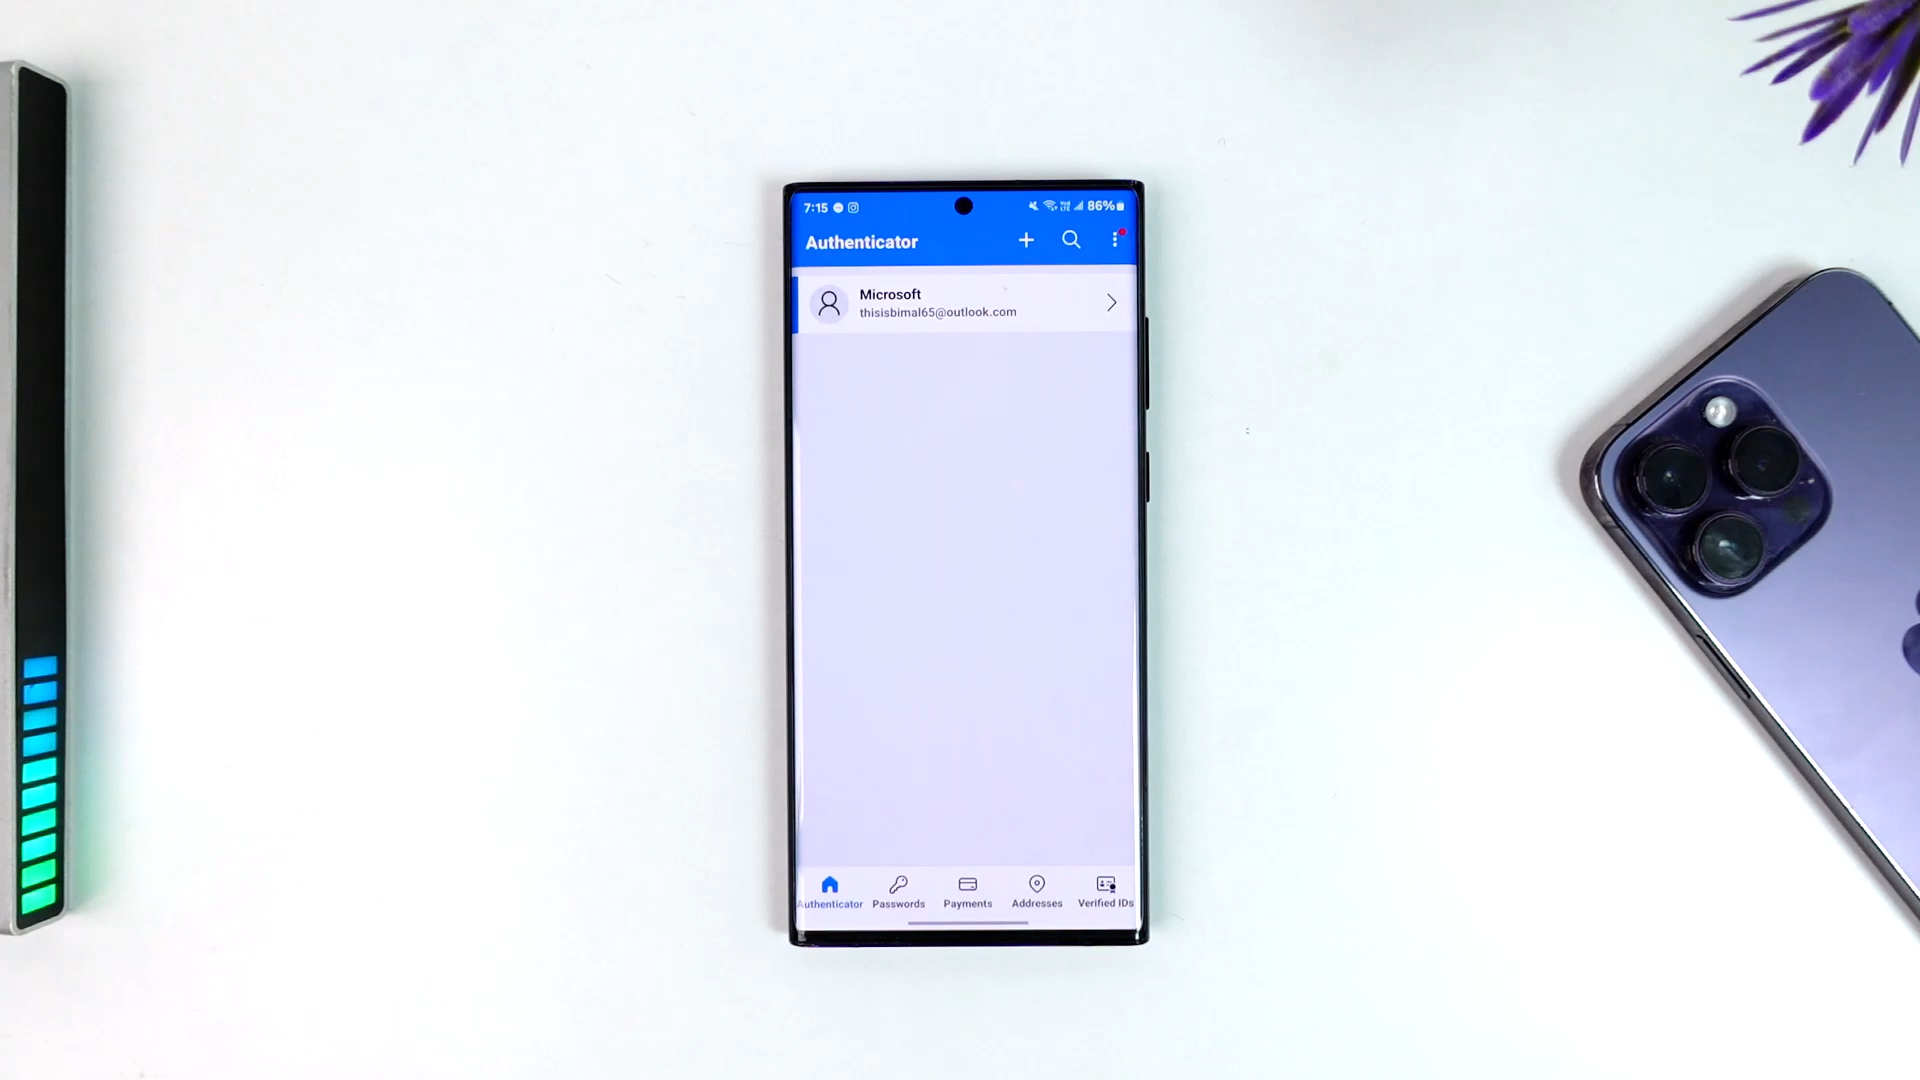 7:15 86%
Authenticator
Microsoft
thisisbimal65@outlook.com
Authenticator Passwords Payments Addresses Verified IDs